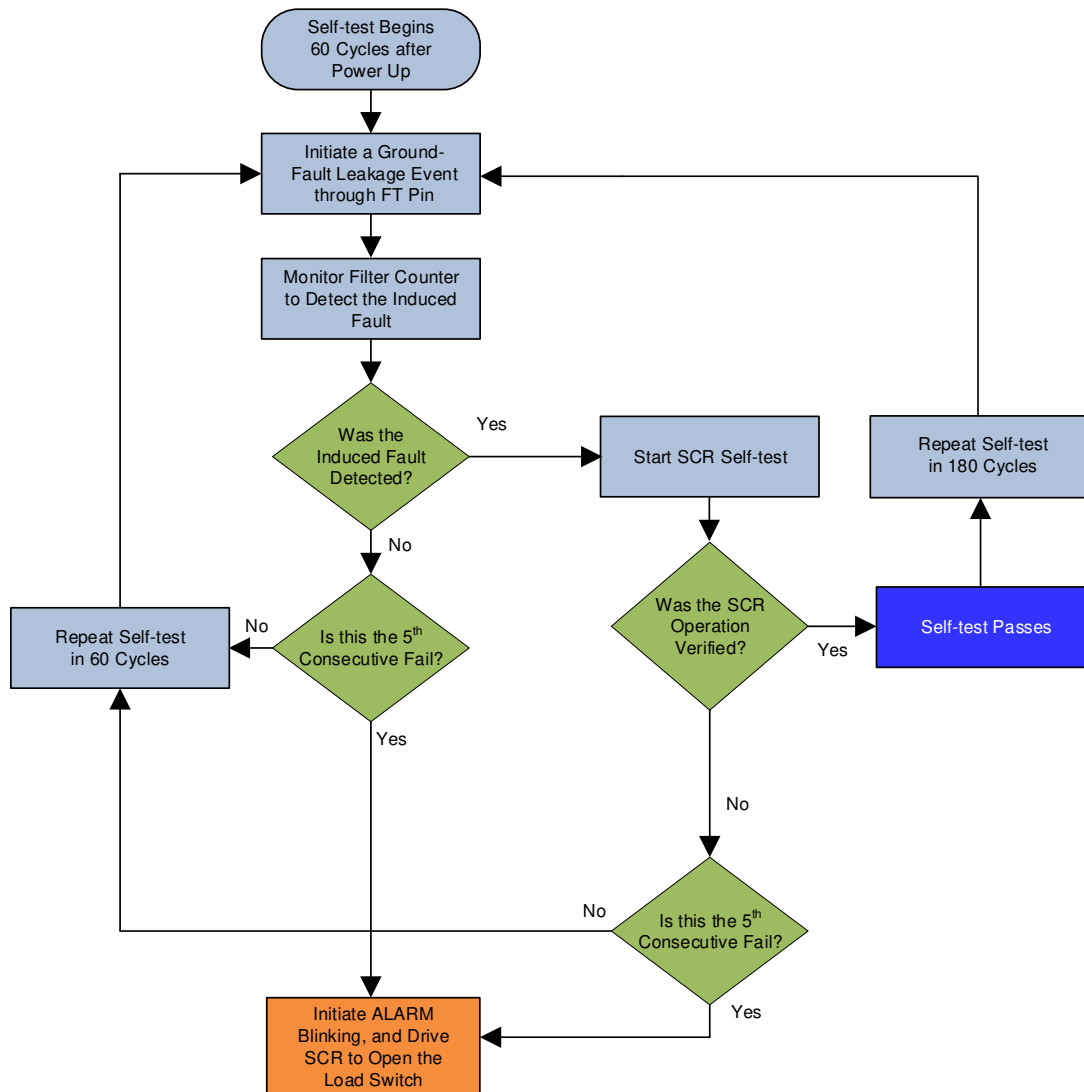 Self-test Begins
60 Cycles after
Power Up
Initiate a Ground-
Fault Leakage Event
through FT Pin
Monitor Filter Counter
to Detect the Induced
Fault
Was the
Induced Fault
Detected?
Yes
Start SCR Self-test
Repeat Self-test
in 180 Cycles
No
Is this the 5th
Consecutive Fail?
No
Repeat Self-test
in 60 Cycles
Yes
Was the SCR
Operation
Verified?
Yes
Self-test Passes
No
Is this the 5th
Consecutive Fail?
No
Yes
Initiate ALARM
Blinking, and Drive
SCR to Open the
Load Switch